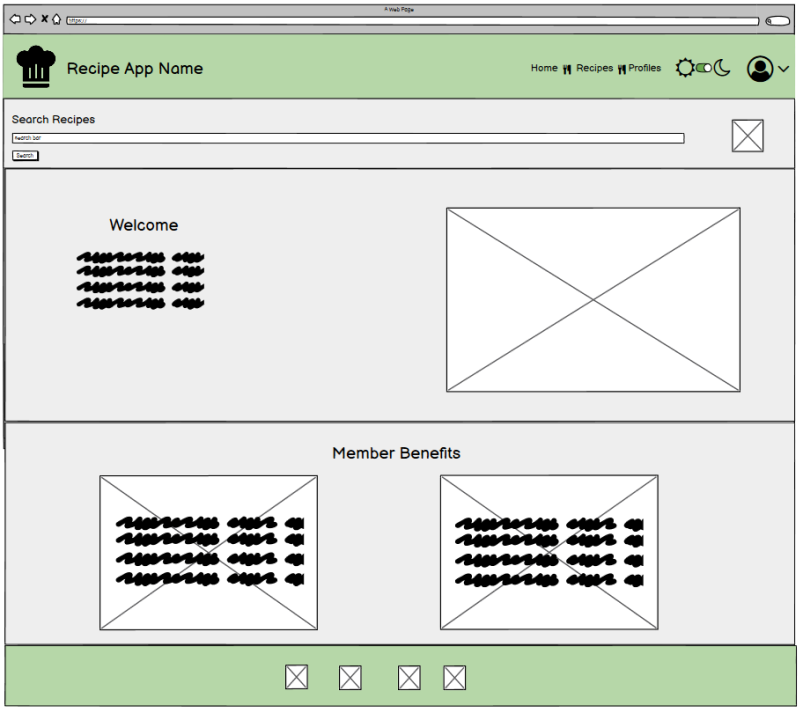 A Web Page
https://
Recipe App Name
Home Recipes Profiles
Search Recipes
search bar
Search
Welcome
Member Benefits